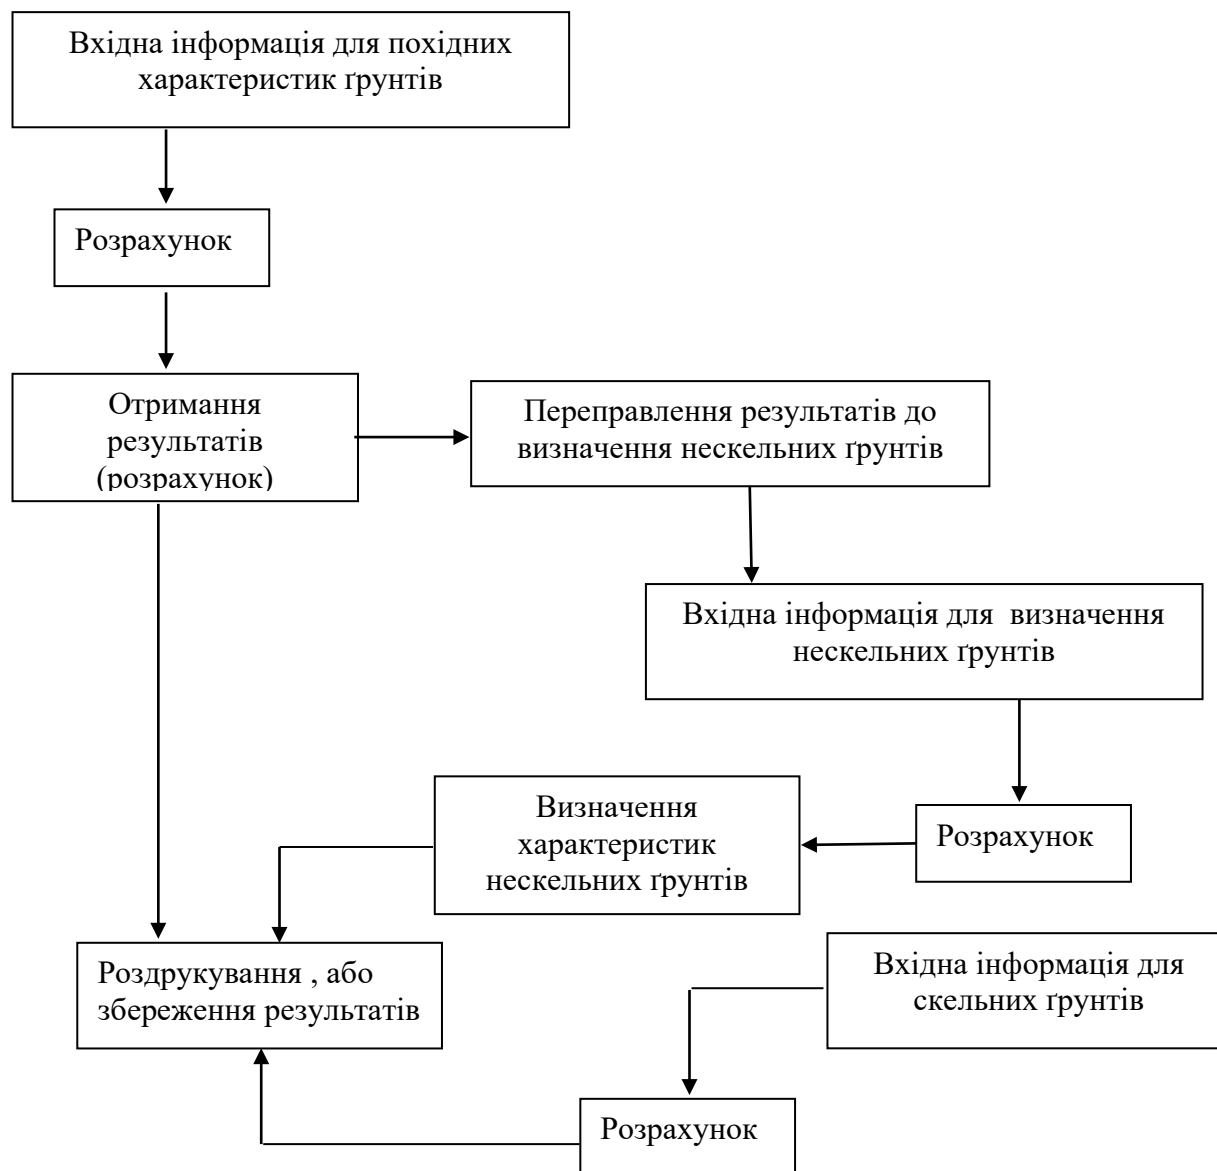 Вхідна інформація для похідних
характеристик ґрунтів
Розрахунок
Отримання
результатів
(розрахунок)
Переправлення результатів до
визначення нескельних ґрунтів
Вхідна інформація для визначення
нескельних ґрунтів
Розрахунок
Визначення
характеристик
нескельних ґрунтів
Роздрукування , або
збереження результатів
Вхідна інформація для
скельних ґрунтів
Розрахунок